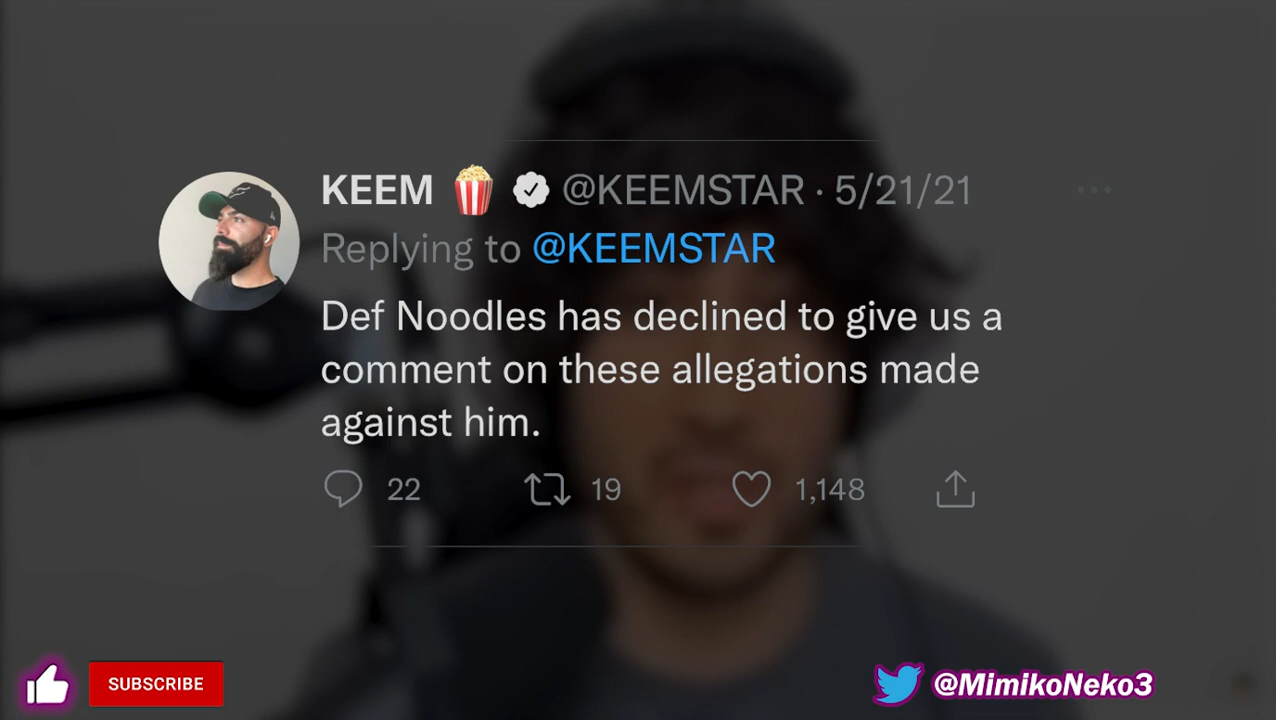 KEEM 🍿 @KEEMSTAR · 5/21/21
Replying to @KEEMSTAR
Def Noodles has declined to give us a
comment on these allegations made
against him.
22 19 1,148
SUBSCRIBE @MimikoNeko3